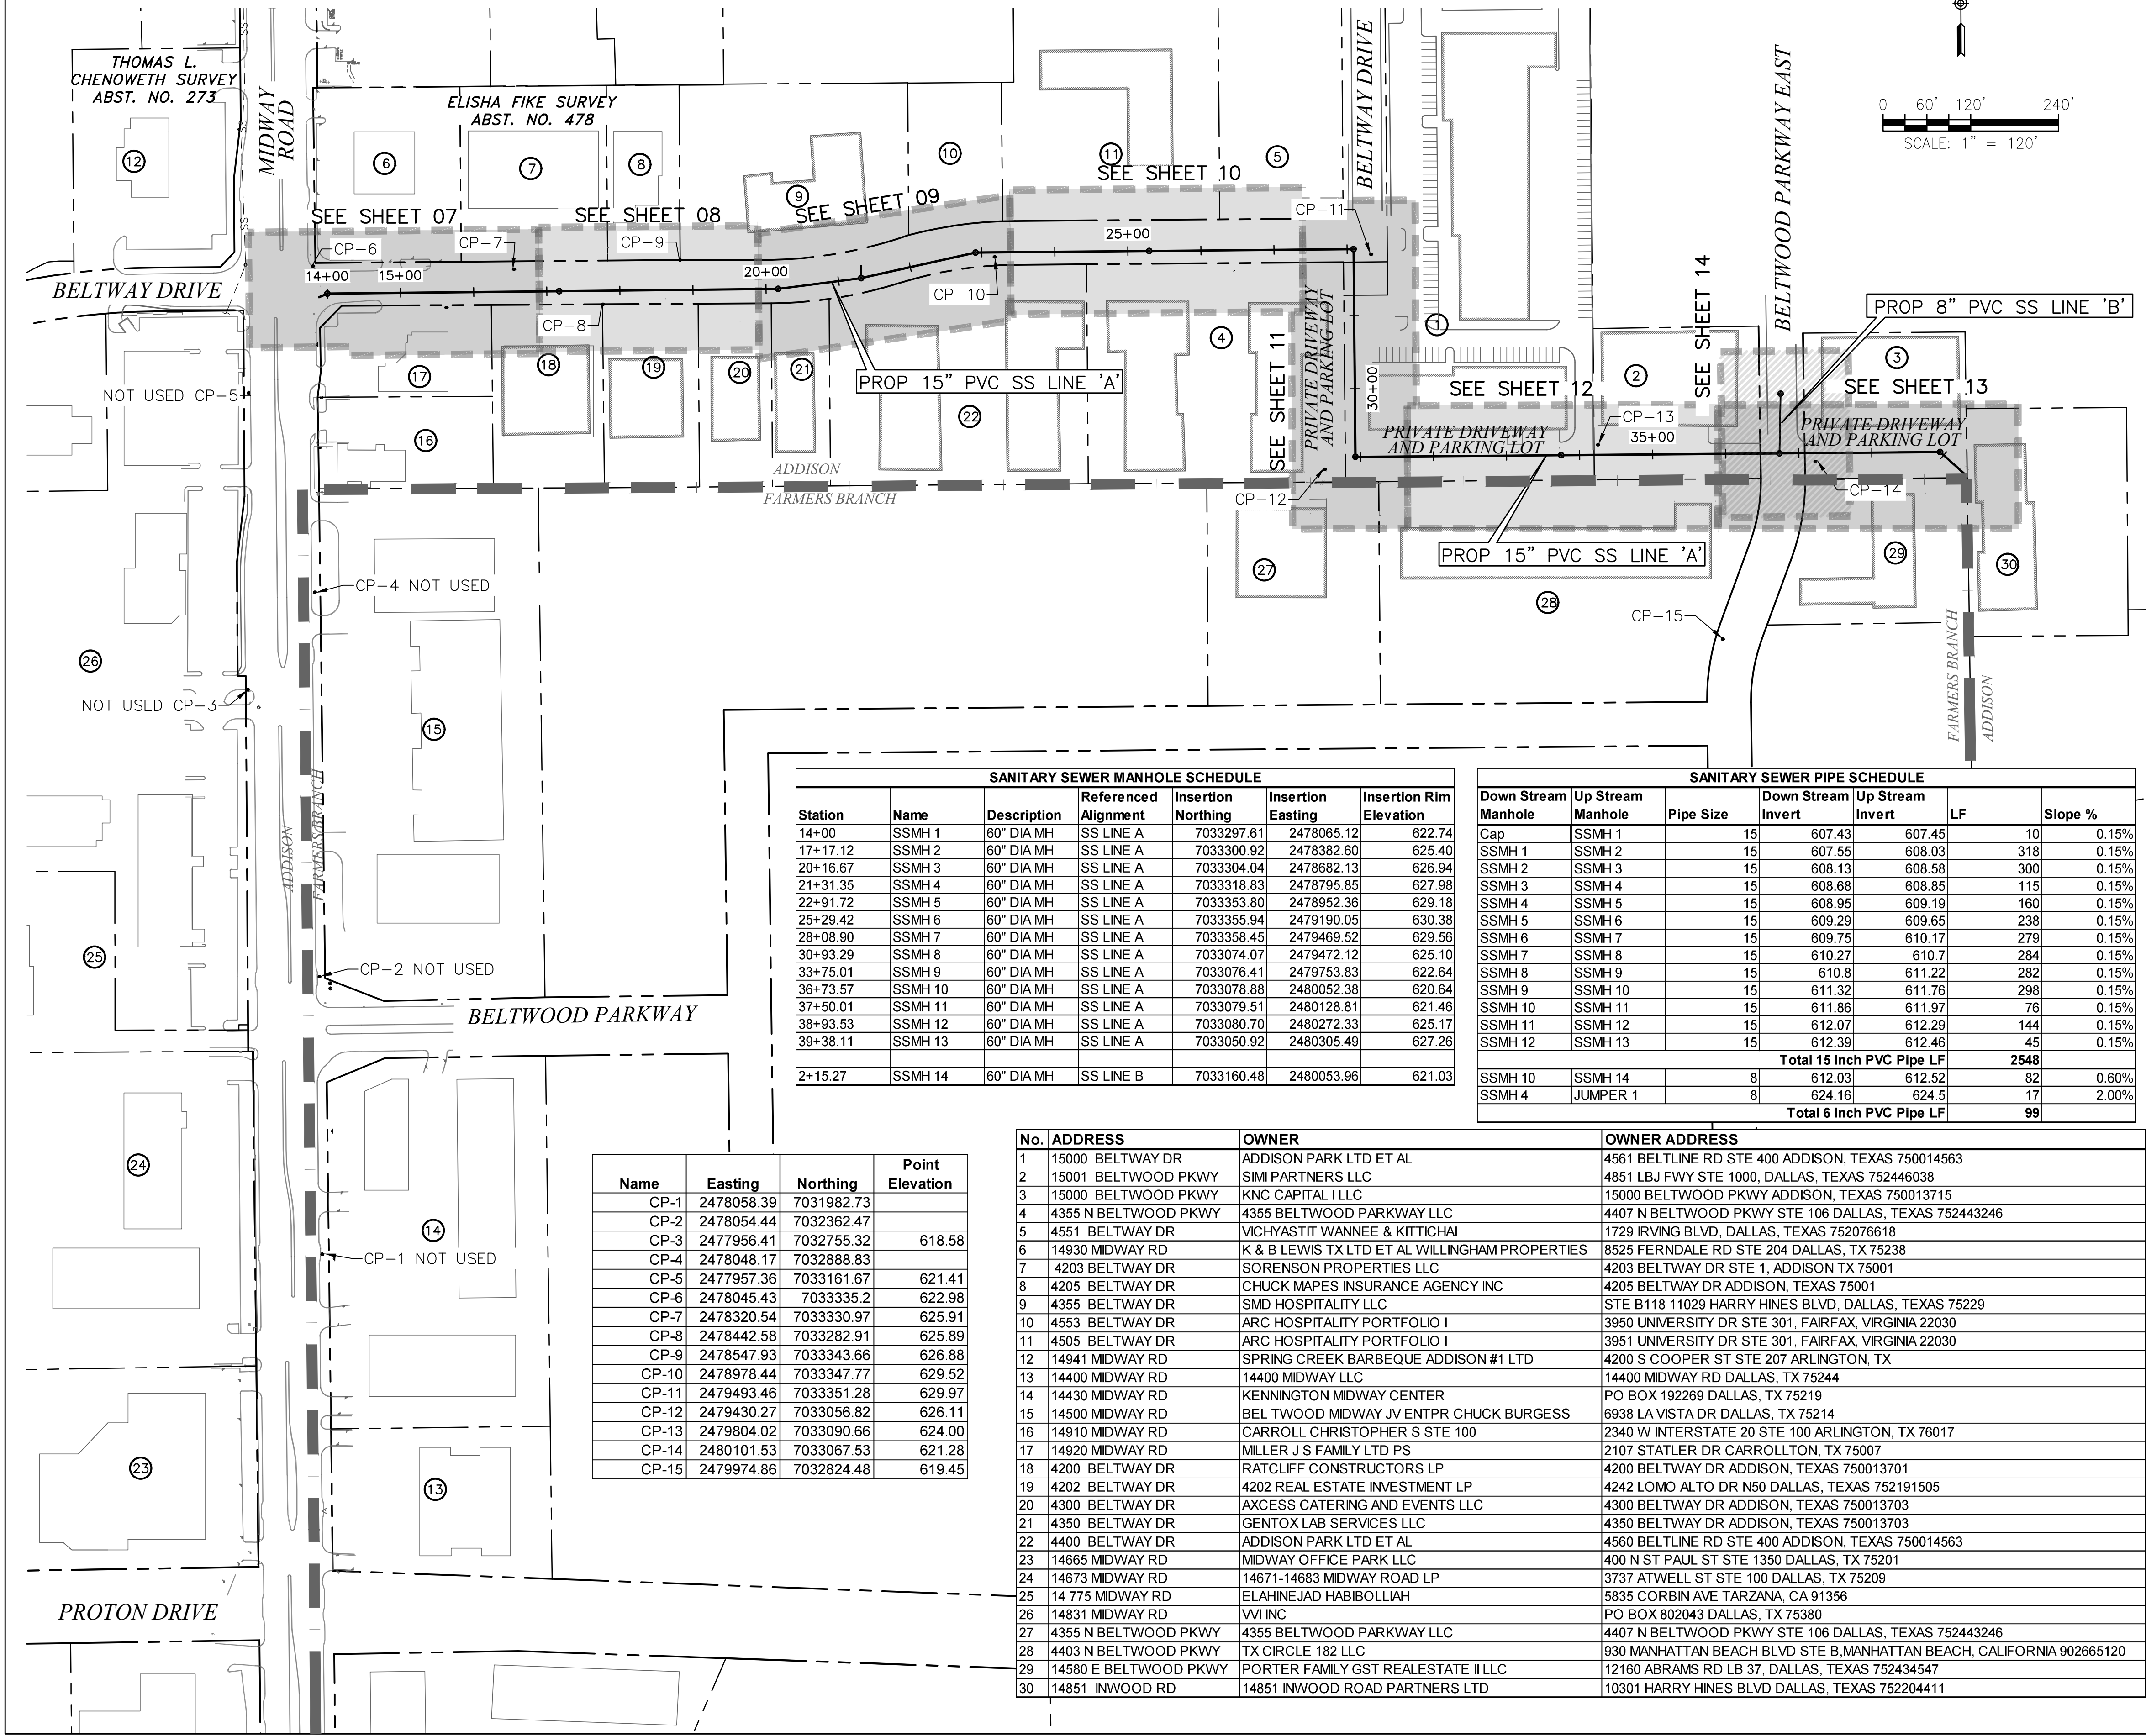 THOMAS L.
CHENOWETH SURVEY
ABST. NO. 273
MIDWAY
ROAD
ELISHA FIKE SURVEY
ABST. NO. 478
BELTWAY DRIVE
BELTWOOD PARKWAY EAST
0 60' 120' 240'
SCALE: 1" = 120'
SS
SS
SS
SS
12
6
7
8
9
10
11
5
SEE SHEET 07
SEE SHEET 08
SEE SHEET 09
SEE SHEET 10
CP-6
CP-7
CP-9
CP-11
14+00
15+00
20+00
25+00
BELTWAY DRIVE
CP-8
CP-10
SEE SHEET 11
PRIVATE DRIVEWAY
AND PARKING LOT
30+00
1
4
2
3
SEE SHEET 14
PROP 8" PVC SS LINE 'B'
NOT USED CP-5
17
18
19
20
21
PROP 15" PVC SS LINE 'A'
22
16
SEE SHEET 12
SEE SHEET 13
CP-13
35+00
PRIVATE DRIVEWAY
AND PARKING LOT
PRIVATE DRIVEWAY
AND PARKING LOT
ADDISON
FARMERS BRANCH
CP-12
CP-14
PROP 15" PVC SS LINE 'A'
27
28
29
30
CP-15
CP-4 NOT USED
26
NOT USED CP-3
15
FARMERS BRANCH
ADDISON
ADDISON
FARMERS BRANCH
25
CP-2 NOT USED
BELTWOOD PARKWAY
24
14
CP-1 NOT USED
23
13
PROTON DRIVE
SANITARY SEWER MANHOLE SCHEDULE
Station Name Description Referenced Alignment Insertion Northing Insertion Easting Insertion Rim Elevation
14+00 SSMH 1 60" DIA MH SS LINE A 7033297.61 2478065.12 622.74
17+17.12 SSMH 2 60" DIA MH SS LINE A 7033300.92 2478382.60 625.40
20+16.67 SSMH 3 60" DIA MH SS LINE A 7033304.04 2478682.13 626.94
21+31.35 SSMH 4 60" DIA MH SS LINE A 7033318.83 2478795.85 627.98
22+91.72 SSMH 5 60" DIA MH SS LINE A 7033353.80 2478952.36 629.18
25+29.42 SSMH 6 60" DIA MH SS LINE A 7033355.94 2479190.05 630.38
28+08.90 SSMH 7 60" DIA MH SS LINE A 7033358.45 2479469.52 629.56
30+93.29 SSMH 8 60" DIA MH SS LINE A 7033074.07 2479472.12 625.10
33+75.01 SSMH 9 60" DIA MH SS LINE A 7033076.41 2479753.83 622.64
36+73.57 SSMH 10 60" DIA MH SS LINE A 7033078.88 2480052.38 620.64
37+50.01 SSMH 11 60" DIA MH SS LINE A 7033079.51 2480128.81 621.46
38+93.53 SSMH 12 60" DIA MH SS LINE A 7033080.70 2480272.33 625.17
39+38.11 SSMH 13 60" DIA MH SS LINE A 7033050.92 2480305.49 627.26
2+15.27 SSMH 14 60" DIA MH SS LINE B 7033160.48 2480053.96 621.03
SANITARY SEWER PIPE SCHEDULE
Down Stream Manhole Up Stream Manhole Pipe Size Down Stream Invert Up Stream Invert LF Slope %
Cap SSMH 1 15 607.43 607.45 10 0.15%
SSMH 1 SSMH 2 15 607.55 608.03 318 0.15%
SSMH 2 SSMH 3 15 608.13 608.58 300 0.15%
SSMH 3 SSMH 4 15 608.68 608.85 115 0.15%
SSMH 4 SSMH 5 15 608.95 609.19 160 0.15%
SSMH 5 SSMH 6 15 609.29 609.65 238 0.15%
SSMH 6 SSMH 7 15 609.75 610.17 279 0.15%
SSMH 7 SSMH 8 15 610.27 610.7 284 0.15%
SSMH 8 SSMH 9 15 610.8 611.22 282 0.15%
SSMH 9 SSMH 10 15 611.32 611.76 298 0.15%
SSMH 10 SSMH 11 15 611.86 611.97 76 0.15%
SSMH 11 SSMH 12 15 612.07 612.29 144 0.15%
SSMH 12 SSMH 13 15 612.39 612.46 45 0.15%
Total 15 Inch PVC Pipe LF 2548
SSMH 10 SSMH 14 8 612.03 612.52 82 0.60%
SSMH 4 JUMPER 1 8 624.16 624.5 17 2.00%
Total 6 Inch PVC Pipe LF 99
Name Easting Northing Point Elevation
CP-1 2478058.39 7031982.73
CP-2 2478054.44 7032362.47
CP-3 2477956.41 7032755.32 618.58
CP-4 2478048.17 7032888.83
CP-5 2477957.36 7033161.67 621.41
CP-6 2478045.43 7033335.2 622.98
CP-7 2478320.54 7033330.97 625.91
CP-8 2478442.58 7033282.91 625.89
CP-9 2478547.93 7033343.66 626.88
CP-10 2478978.44 7033347.77 629.52
CP-11 2479493.46 7033351.28 629.97
CP-12 2479430.27 7033056.82 626.11
CP-13 2479804.02 7033090.66 624.00
CP-14 2480101.53 7033067.53 621.28
CP-15 2479974.86 7032824.48 619.45
No. ADDRESS OWNER OWNER ADDRESS
1 15000 BELTWAY DR ADDISON PARK LTD ET AL 4561 BELTLINE RD STE 400 ADDISON, TEXAS 750014563
2 15001 BELTWOOD PKWY SIMI PARTNERS LLC 4851 LBJ FWY STE 1000, DALLAS, TEXAS 752446038
3 15000 BELTWOOD PKWY KNC CAPITAL I LLC 15000 BELTWOOD PKWY ADDISON, TEXAS 750013715
4 4355 N BELTWOOD PKWY 4355 BELTWOOD PARKWAY LLC 4407 N BELTWOOD PKWY STE 106 DALLAS, TEXAS 752443246
5 4551 BELTWAY DR VICHYASTIT WANNEE & KITTICHAI 1729 IRVING BLVD, DALLAS, TEXAS 752076618
6 14930 MIDWAY RD K & B LEWIS TX LTD ET AL WILLINGHAM PROPERTIES 8525 FERNDALE RD STE 204 DALLAS, TX 75238
7 4203 BELTWAY DR SORENSON PROPERTIES LLC 4203 BELTWAY DR STE 1, ADDISON TX 75001
8 4205 BELTWAY DR CHUCK MAPES INSURANCE AGENCY INC 4205 BELTWAY DR ADDISON, TEXAS 75001
9 4355 BELTWAY DR SMD HOSPITALITY LLC STE B118 11029 HARRY HINES BLVD, DALLAS, TEXAS 75229
10 4553 BELTWAY DR ARC HOSPITALITY PORTFOLIO I 3950 UNIVERSITY DR STE 301, FAIRFAX, VIRGINIA 22030
11 4505 BELTWAY DR ARC HOSPITALITY PORTFOLIO I 3951 UNIVERSITY DR STE 301, FAIRFAX, VIRGINIA 22030
12 14941 MIDWAY RD SPRING CREEK BARBEQUE ADDISON #1 LTD 4200 S COOPER ST STE 207 ARLINGTON, TX
13 14400 MIDWAY RD 14400 MIDWAY LLC 14400 MIDWAY RD DALLAS, TX 75244
14 14430 MIDWAY RD KENNINGTON MIDWAY CENTER PO BOX 192269 DALLAS, TX 75219
15 14500 MIDWAY RD BEL TWOOD MIDWAY JV ENTPR CHUCK BURGESS 6938 LA VISTA DR DALLAS, TX 75214
16 14910 MIDWAY RD CARROLL CHRISTOPHER S STE 100 2340 W INTERSTATE 20 STE 100 ARLINGTON, TX 76017
17 14920 MIDWAY RD MILLER J S FAMILY LTD PS 2107 STATLER DR CARROLLTON, TX 75007
18 4200 BELTWAY DR RATCLIFF CONSTRUCTORS LP 4200 BELTWAY DR ADDISON, TEXAS 750013701
19 4202 BELTWAY DR 4202 REAL ESTATE INVESTMENT LP 4242 LOMO ALTO DR N50 DALLAS, TEXAS 752191505
20 4300 BELTWAY DR AXCESS CATERING AND EVENTS LLC 4300 BELTWAY DR ADDISON, TEXAS 750013703
21 4350 BELTWAY DR GENTOX LAB SERVICES LLC 4350 BELTWAY DR ADDISON, TEXAS 750013703
22 4400 BELTWAY DR ADDISON PARK LTD ET AL 4560 BELTLINE RD STE 400 ADDISON, TEXAS 750014563
23 14665 MIDWAY RD MIDWAY OFFICE PARK LLC 400 N ST PAUL ST STE 1350 DALLAS, TX 75201
24 14673 MIDWAY RD 14671-14683 MIDWAY ROAD LP 3737 ATWELL ST STE 100 DALLAS, TX 75209
25 14 775 MIDWAY RD ELAHINEJAD HABIBOLLIAH 5835 CORBIN AVE TARZANA, CA 91356
26 14831 MIDWAY RD VVI INC PO BOX 802043 DALLAS, TX 75380
27 4355 N BELTWOOD PKWY 4355 BELTWOOD PARKWAY LLC 4407 N BELTWOOD PKWY STE 106 DALLAS, TEXAS 752443246
28 4403 N BELTWOOD PKWY TX CIRCLE 182 LLC 930 MANHATTAN BEACH BLVD STE B,MANHATTAN BEACH, CALIFORNIA 902665120
29 14580 E BELTWOOD PKWY PORTER FAMILY GST REALESTATE II LLC 12160 ABRAMS RD LB 37, DALLAS, TEXAS 752434547
30 14851 INWOOD RD 14851 INWOOD ROAD PARTNERS LTD 10301 HARRY HINES BLVD DALLAS, TEXAS 752204411